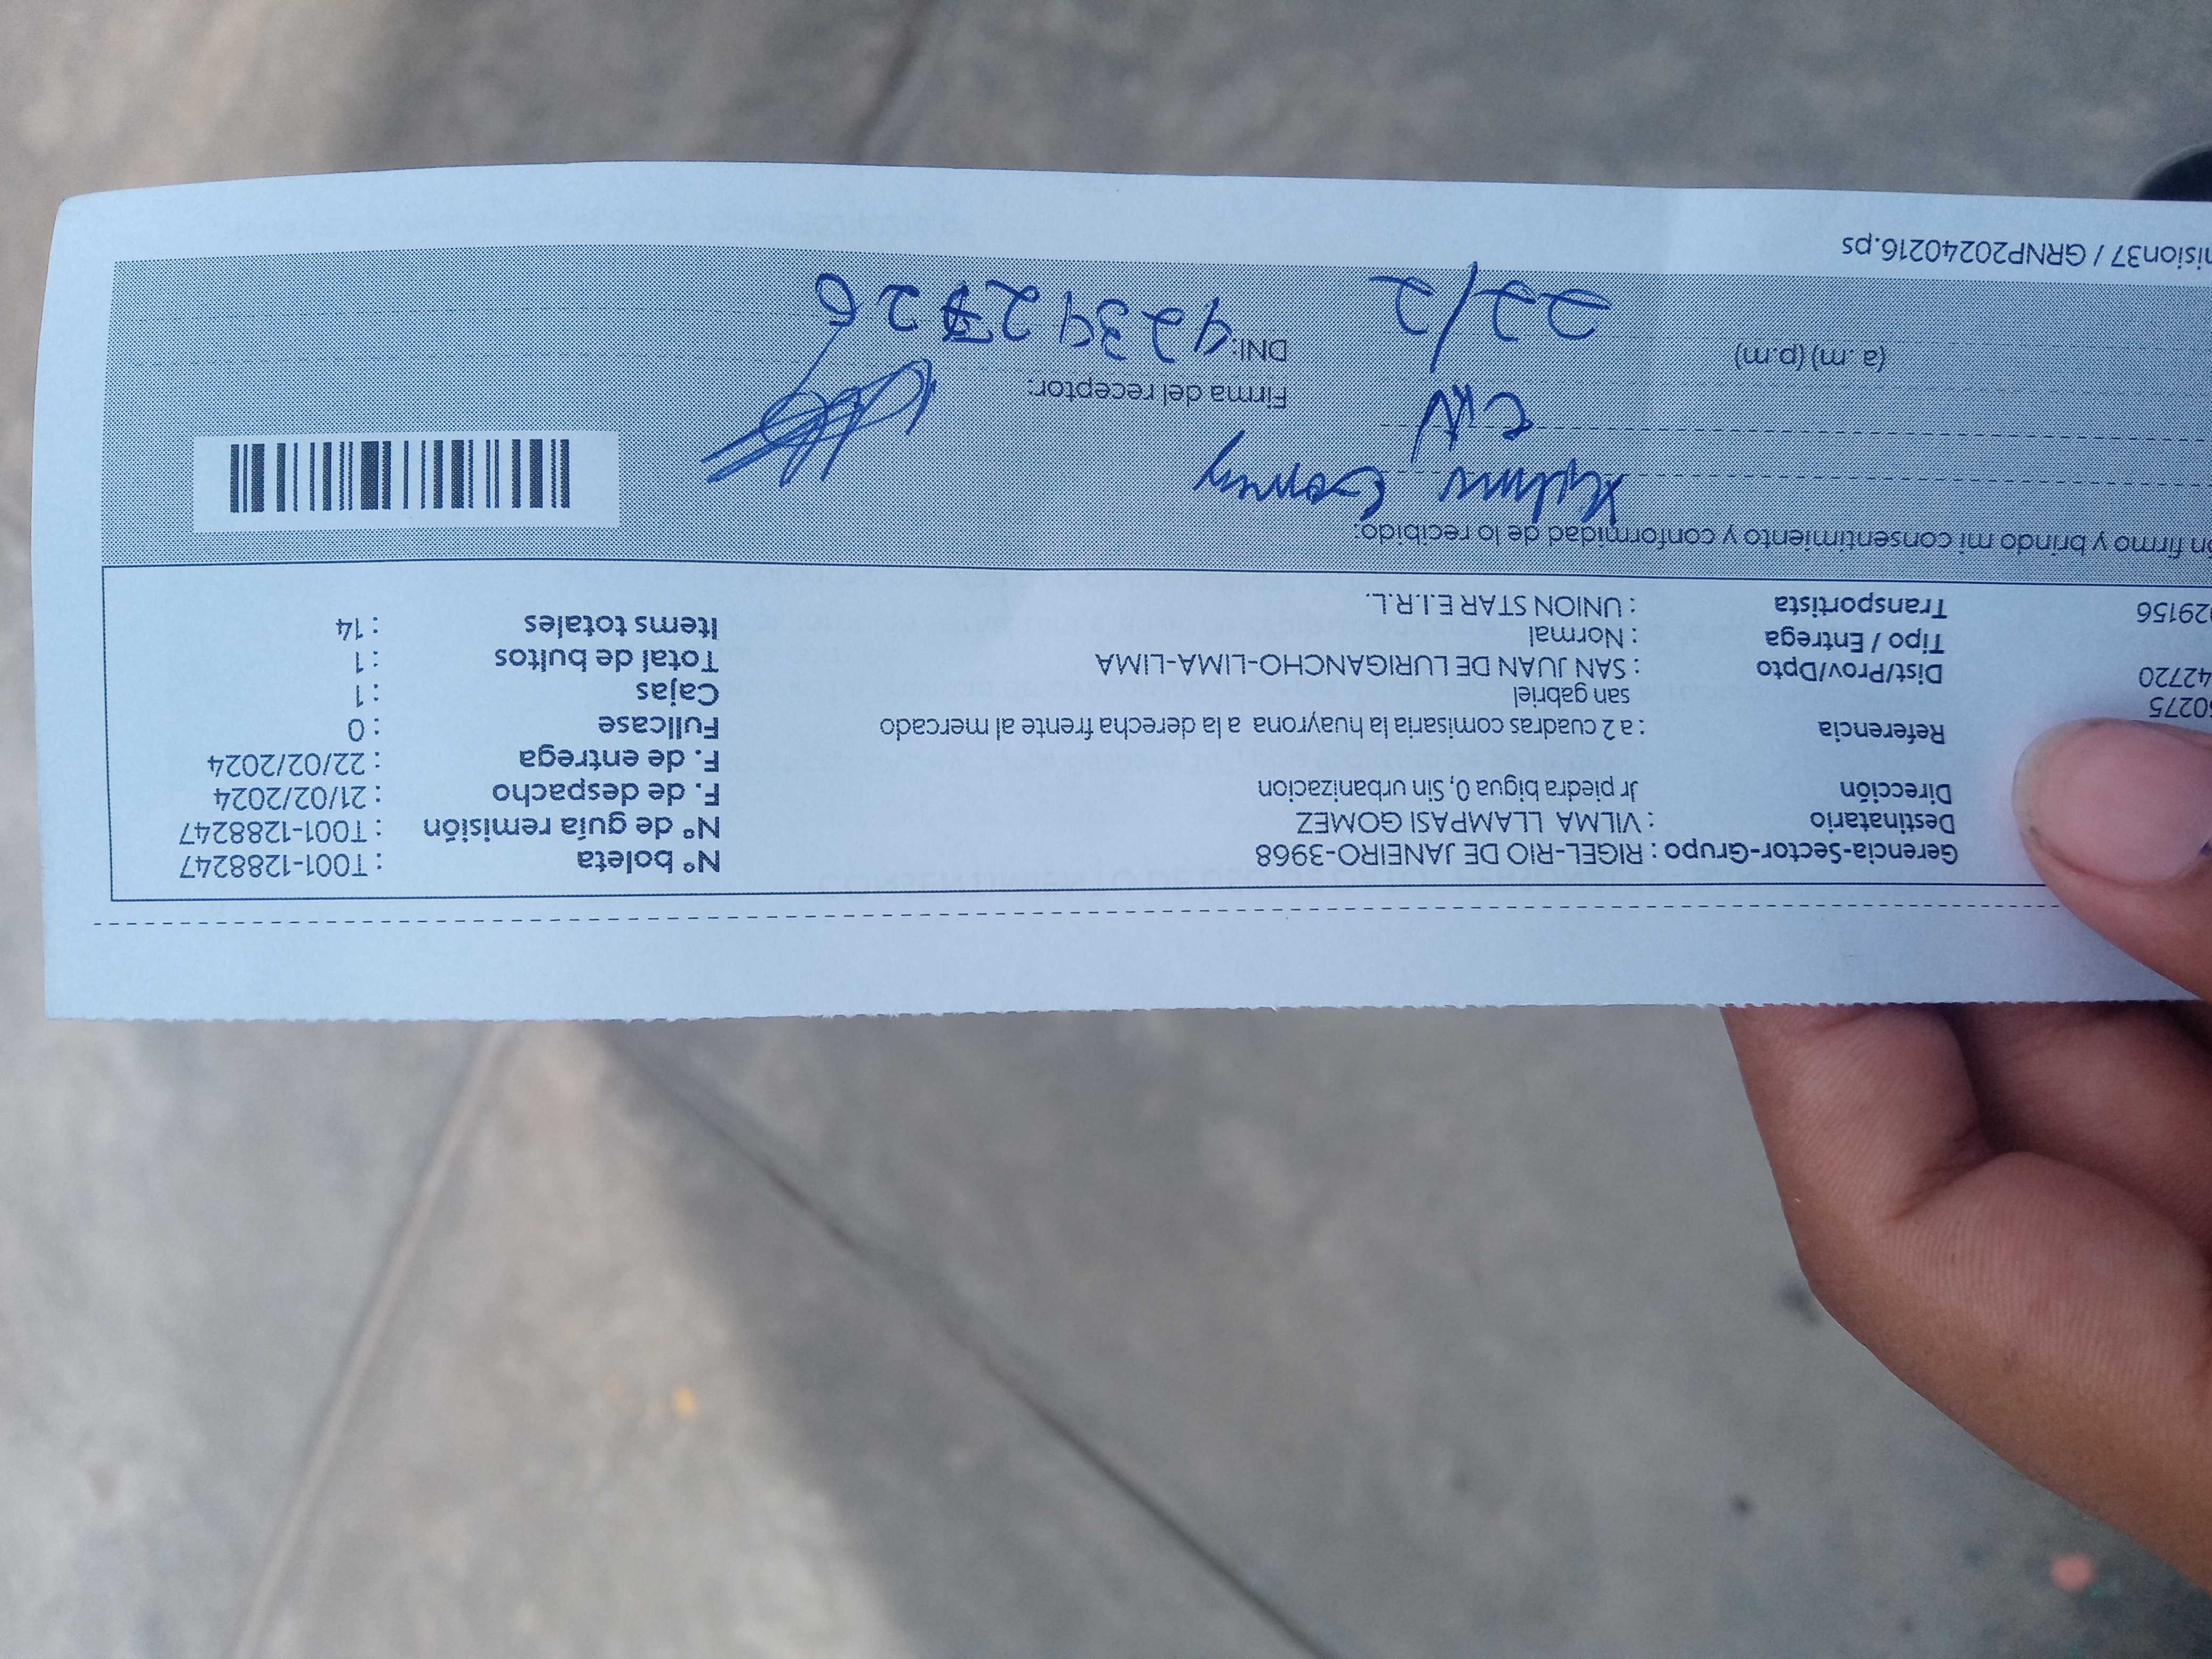 Gerencia-Sector-Grupo : RIGEL-RIO DE JANEIRO-3968
Destinatario : VILMA LLAMPASI GOMEZ
Dirección Jr piedra bigua 0, Sin urbanizacion
Referencia : a 2 cuadras comisaria la huayrona a la derecha frente al mercado
san gabriel
Dist/Prov/Dpto : SAN JUAN DE LURIGANCHO-LIMA-LIMA
Tipo / Entrega : Normal
Transportista : UNION STAR E.I.R.L.
Nº boleta : T001-1288247
Nº de guía remisión : T001-1288247
F. de despacho : 21/02/2024
F. de entrega : 22/02/2024
Fullcase : 0
Cajas : 1
Total de bultos : 1
Items totales : 14
60275
42720
29156
firmo y brindo mi consentimiento y conformidad de lo recibido.
Firma del receptor:
(a .m) (p.m) 22/2
DNI:
GRNP20240216.ps